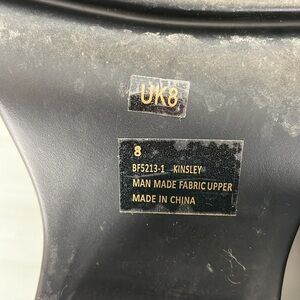 UK8
8
BF5213-1 KINSLEY
MAN MADE FABRIC UPPER
MADE IN CHINA